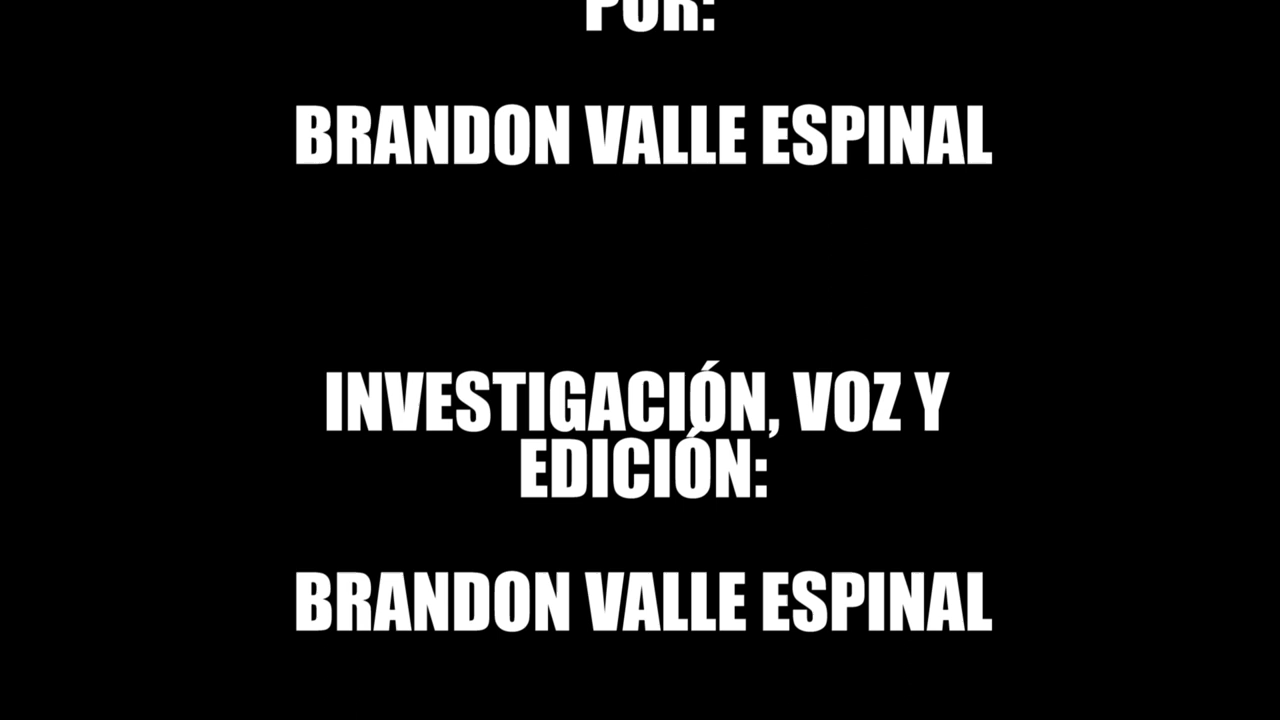 POR:
BRANDON VALLE ESPINAL
INVESTIGACIÓN, VOZ Y
EDICIÓN:
BRANDON VALLE ESPINAL